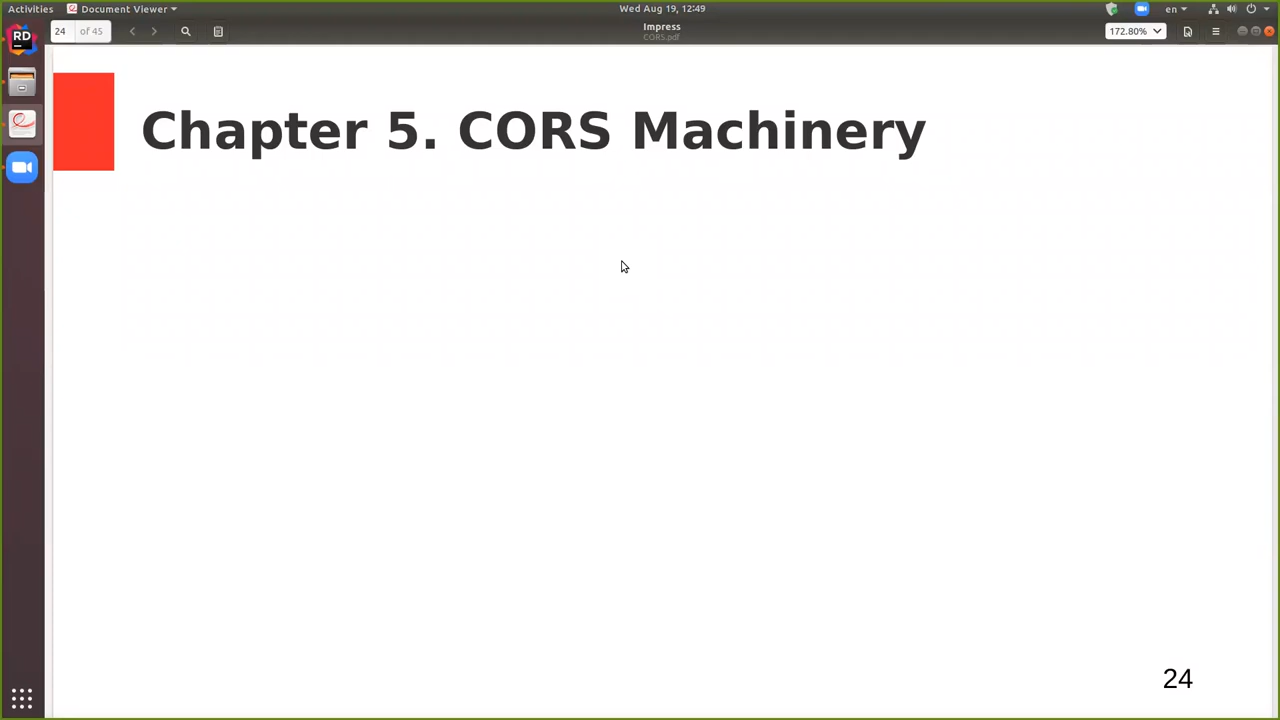 Activities Document Viewer Wed Aug 19, 12:49 en
24 of 45 Impress 172.80%
CORS.pdf
RD
Chapter 5. CORS Machinery
24